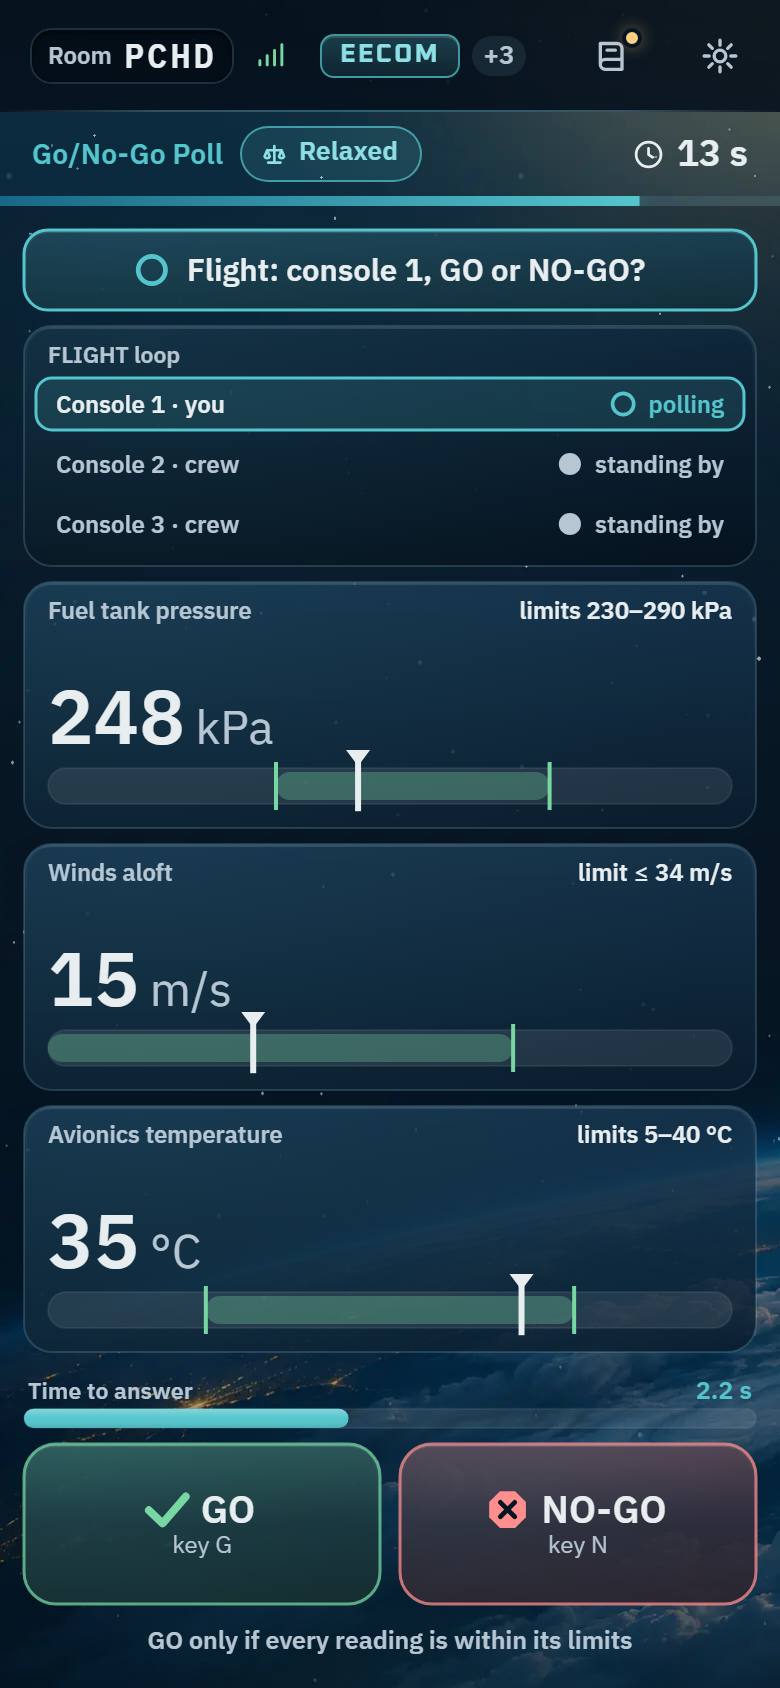 Room PCHD EECOM +3
Go/No-Go Poll Relaxed 13 s
Flight: console 1, GO or NO-GO?
FLIGHT loop
Console 1 · you polling
Console 2 · crew standing by
Console 3 · crew standing by
Fuel tank pressure limits 230–290 kPa
248 kPa
Winds aloft limit ≤ 34 m/s
15 m/s
Avionics temperature limits 5–40 °C
35 °C
Time to answer 2.2 s
GO NO-GO
key G key N
GO only if every reading is within its limits